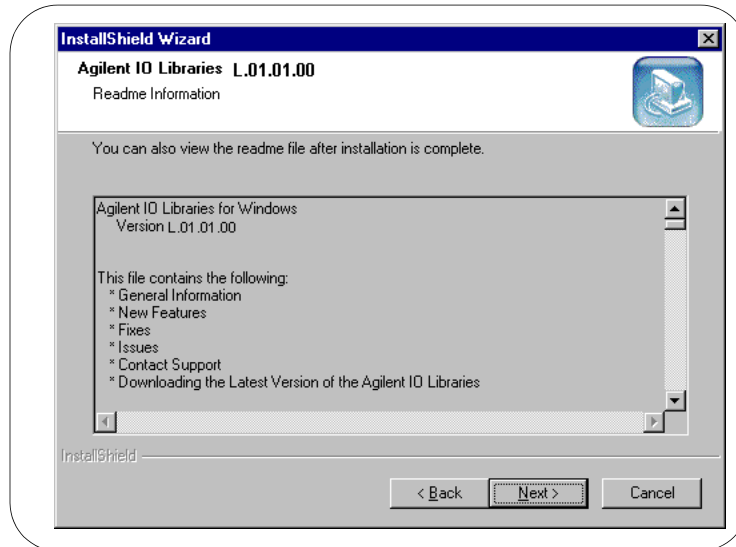 InstallShield Wizard
Agilent IO Libraries L.01.01.00
Readme Information
You can also view the readme file after installation is complete.
Agilent IO Libraries for Windows
Version L.01.01.00
This file contains the following:
* General Information
* New Features
* Fixes
* Issues
* Contact Support
* Downloading the Latest Version of the Agilent IO Libraries
InstallShield
< Back Next > Cancel